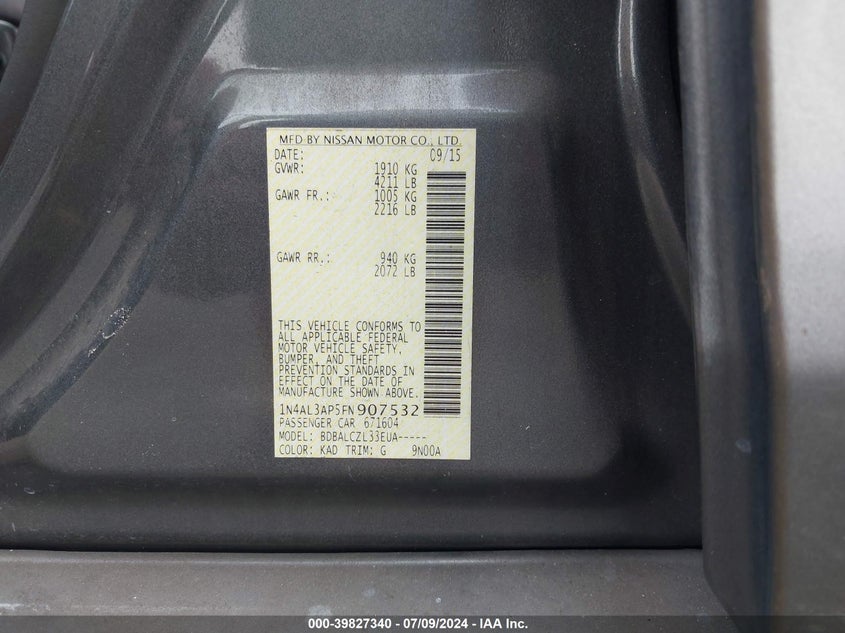 MFD BY NISSAN MOTOR CO., LTD.
DATE: 09/15
GVWR: 1910 KG
4211 LB
GAWR FR.: 1005 KG
2216 LB
GAWR RR.: 940 KG
2072 LB
THIS VEHICLE CONFORMS TO
ALL APPLICABLE FEDERAL
MOTOR VEHICLE SAFETY,
BUMPER, AND THEFT
PREVENTION STANDARDS IN
EFFECT ON THE DATE OF
MANUFACTURE SHOWN ABOVE.
1N4AL3AP5FN907532
PASSENGER CAR 671604
MODEL: BDBALCZL33EUA-----
COLOR: KAD TRIM: G 9N00A
000-39827340 - 07/09/2024 - IAA Inc.